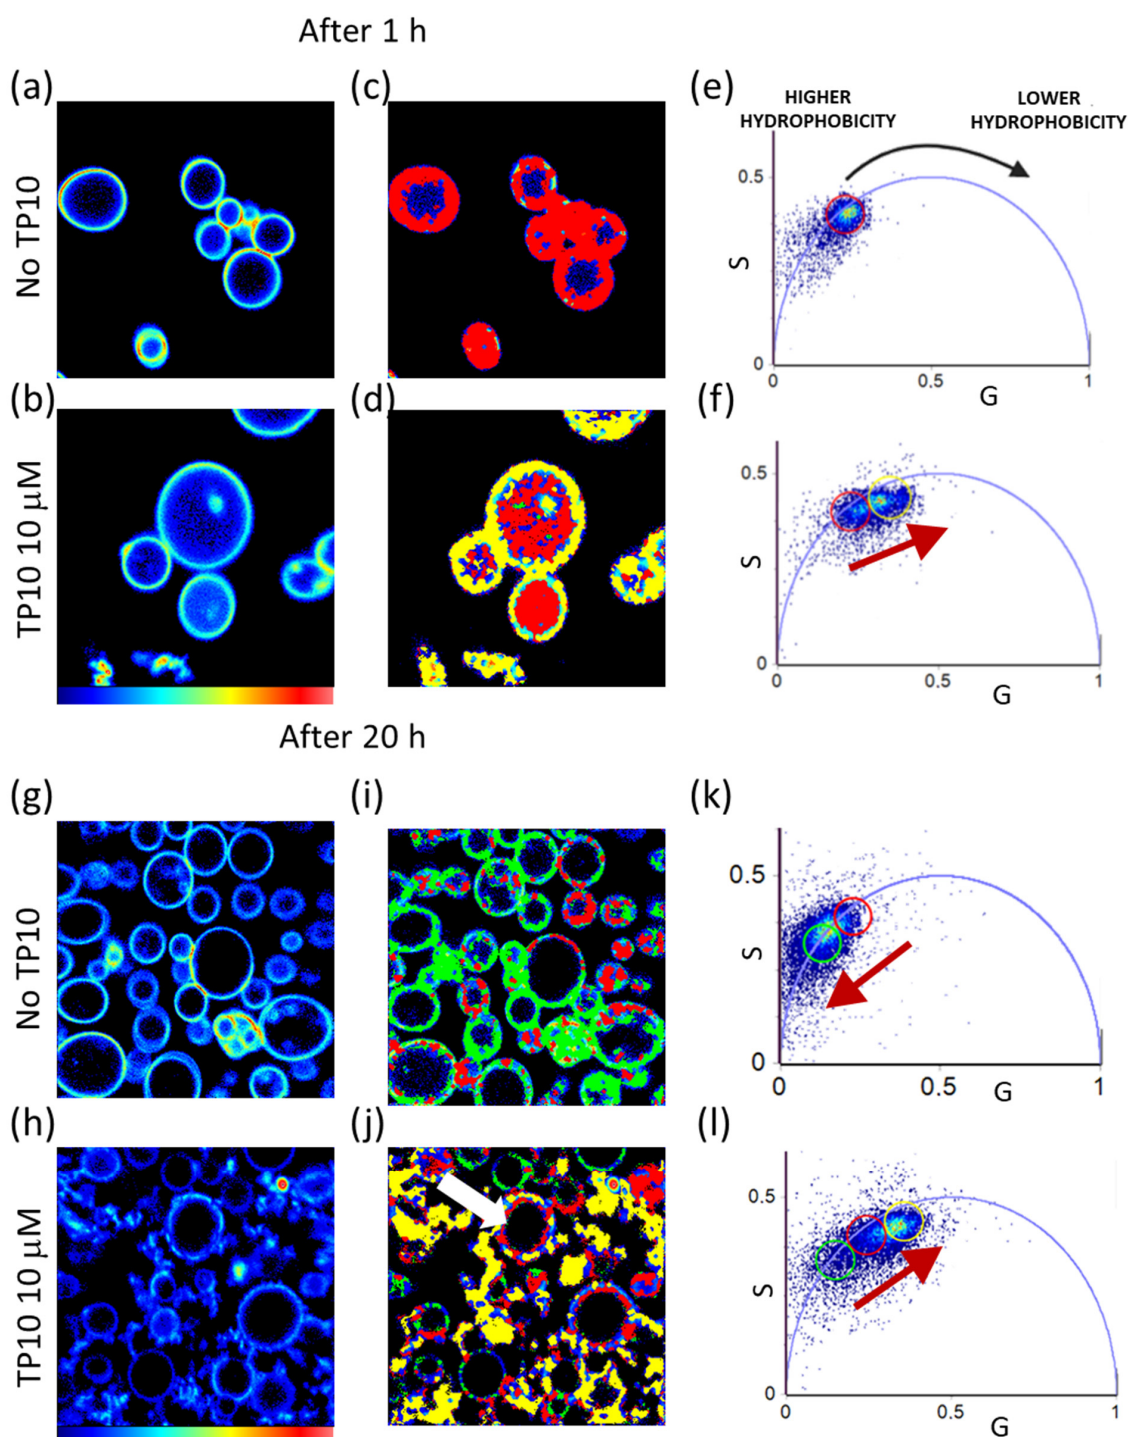 After 1 h
(a)
(c)
(e)
HIGHER
HYDROPHOBICITY
LOWER
HYDROPHOBICITY
No TP10
0.5
S
0
0
0.5
1
G
(b)
(d)
(f)
TP10 10 µM
0.5
S
0
0
0.5
1
G
After 20 h
(g)
(i)
(k)
No TP10
0.5
S
0
0
0.5
1
G
(h)
(j)
(l)
TP10 10 µM
0.5
S
0
0
0.5
1
G